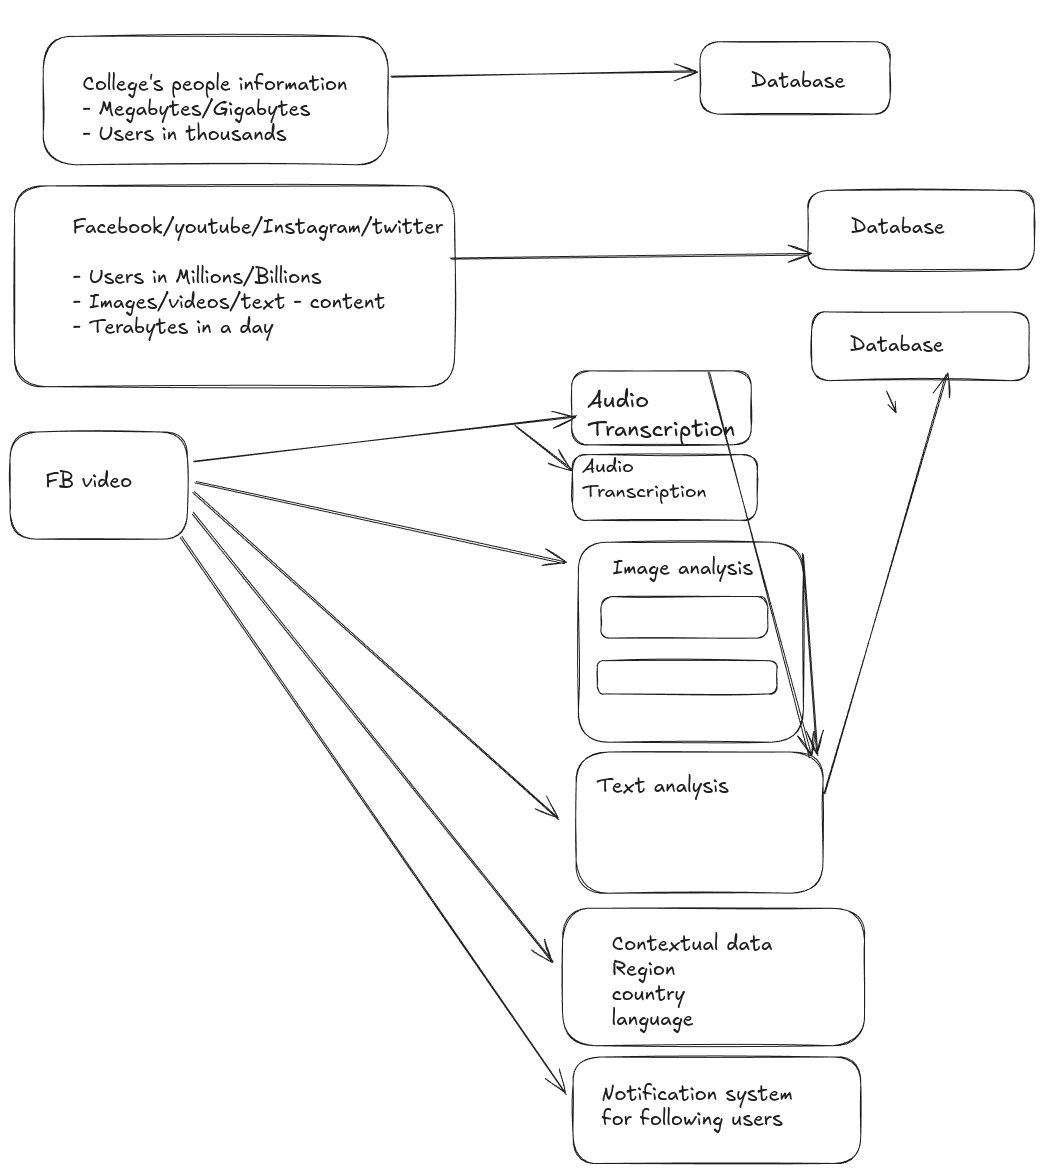 College's people information
- Megabytes/Gigabytes
- Users in thousands
Database
Facebook/youtube/Instagram/twitter
- Users in Millions/Billions
- Images/videos/text - content
- Terabytes in a day
Database
Database
FB video
Audio
Transcription
Audio
Transcription
Image analysis
Text analysis
Contextual data
Region
country
language
Notification system
for following users